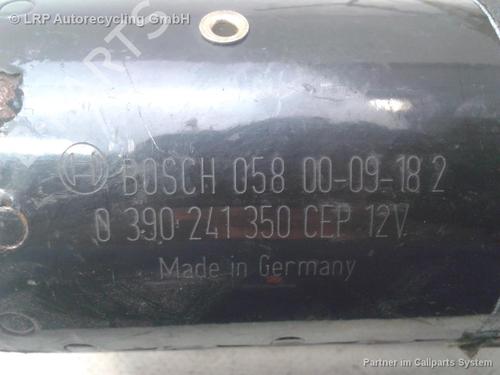 © LRP Autorecycling GmbH
BOSCH 058 00-09-18 2
0 390 241 350 CEP 12V
Made in Germany
Partner im Callparts System